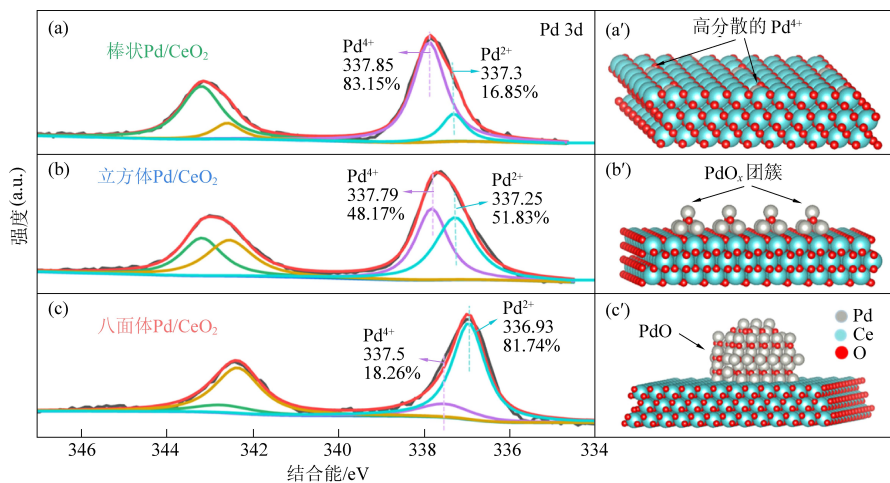 (a)
Pd 3d
棒状Pd/CeO₂
Pd⁴⁺
337.85
83.15%
Pd²⁺
337.3
16.85%
(a′)
高分散的 Pd⁴⁺
(b)
立方体Pd/CeO₂
Pd⁴⁺
337.79
48.17%
Pd²⁺
337.25
51.83%
(b′)
PdOₓ 团簇
(c)
八面体Pd/CeO₂
Pd⁴⁺
337.5
18.26%
Pd²⁺
336.93
81.74%
(c′)
PdO
Pd
Ce
O
强度(a.u.)
346 344 342 340 338 336 334
结合能/eV